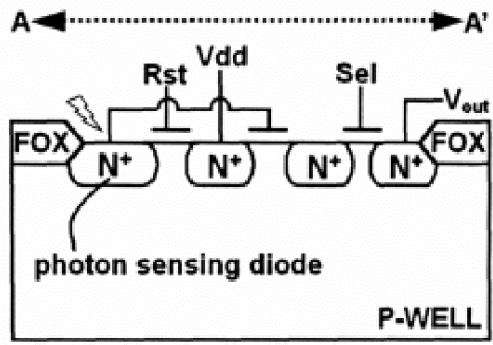 A A'
Vdd
Rst Sel
Vout
FOX N+ N+ N+ N+ FOX
photon sensing diode
P-WELL